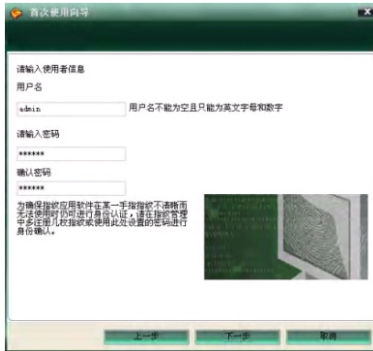 首次使用向导
请输入使用者信息
用户名
admin
用户名不能为空且只能为英文字母和数字
请输入密码
******
确认密码
******
为确保指纹应用软件在某一手指指纹不清晰而
无法使用时仍可进行身份认证，请在指纹管理
中多注册几枚指纹或使用此处设置的密码进行
身份确认。
上一步
下一步
取消